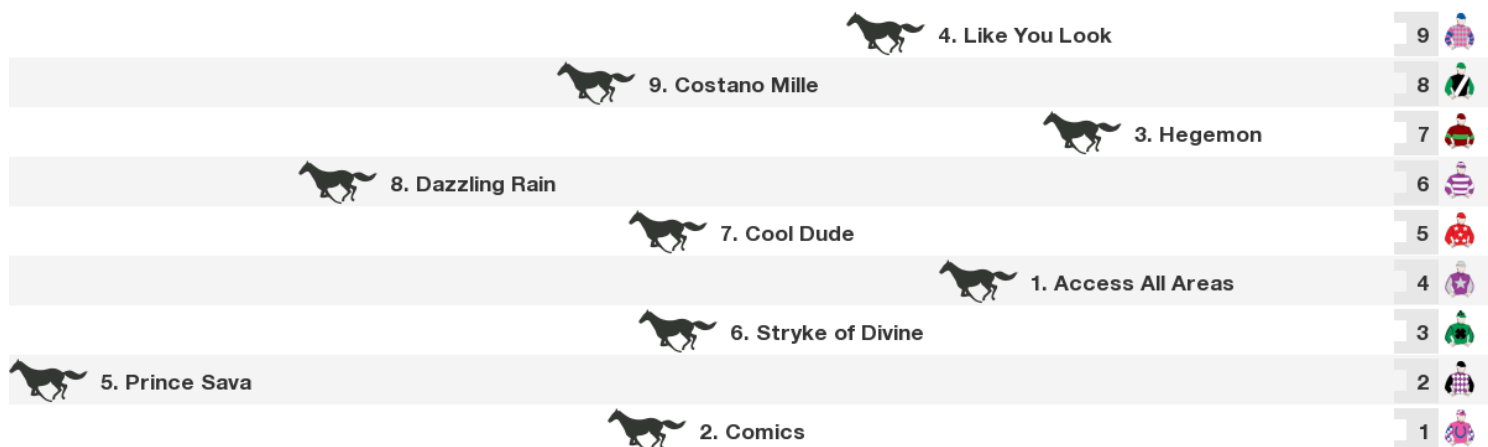 4. Like You Look 9
9. Costano Mille 8
3. Hegemon 7
8. Dazzling Rain 6
7. Cool Dude 5
1. Access All Areas 4
6. Stryke of Divine 3
5. Prince Sava 2
2. Comics 1